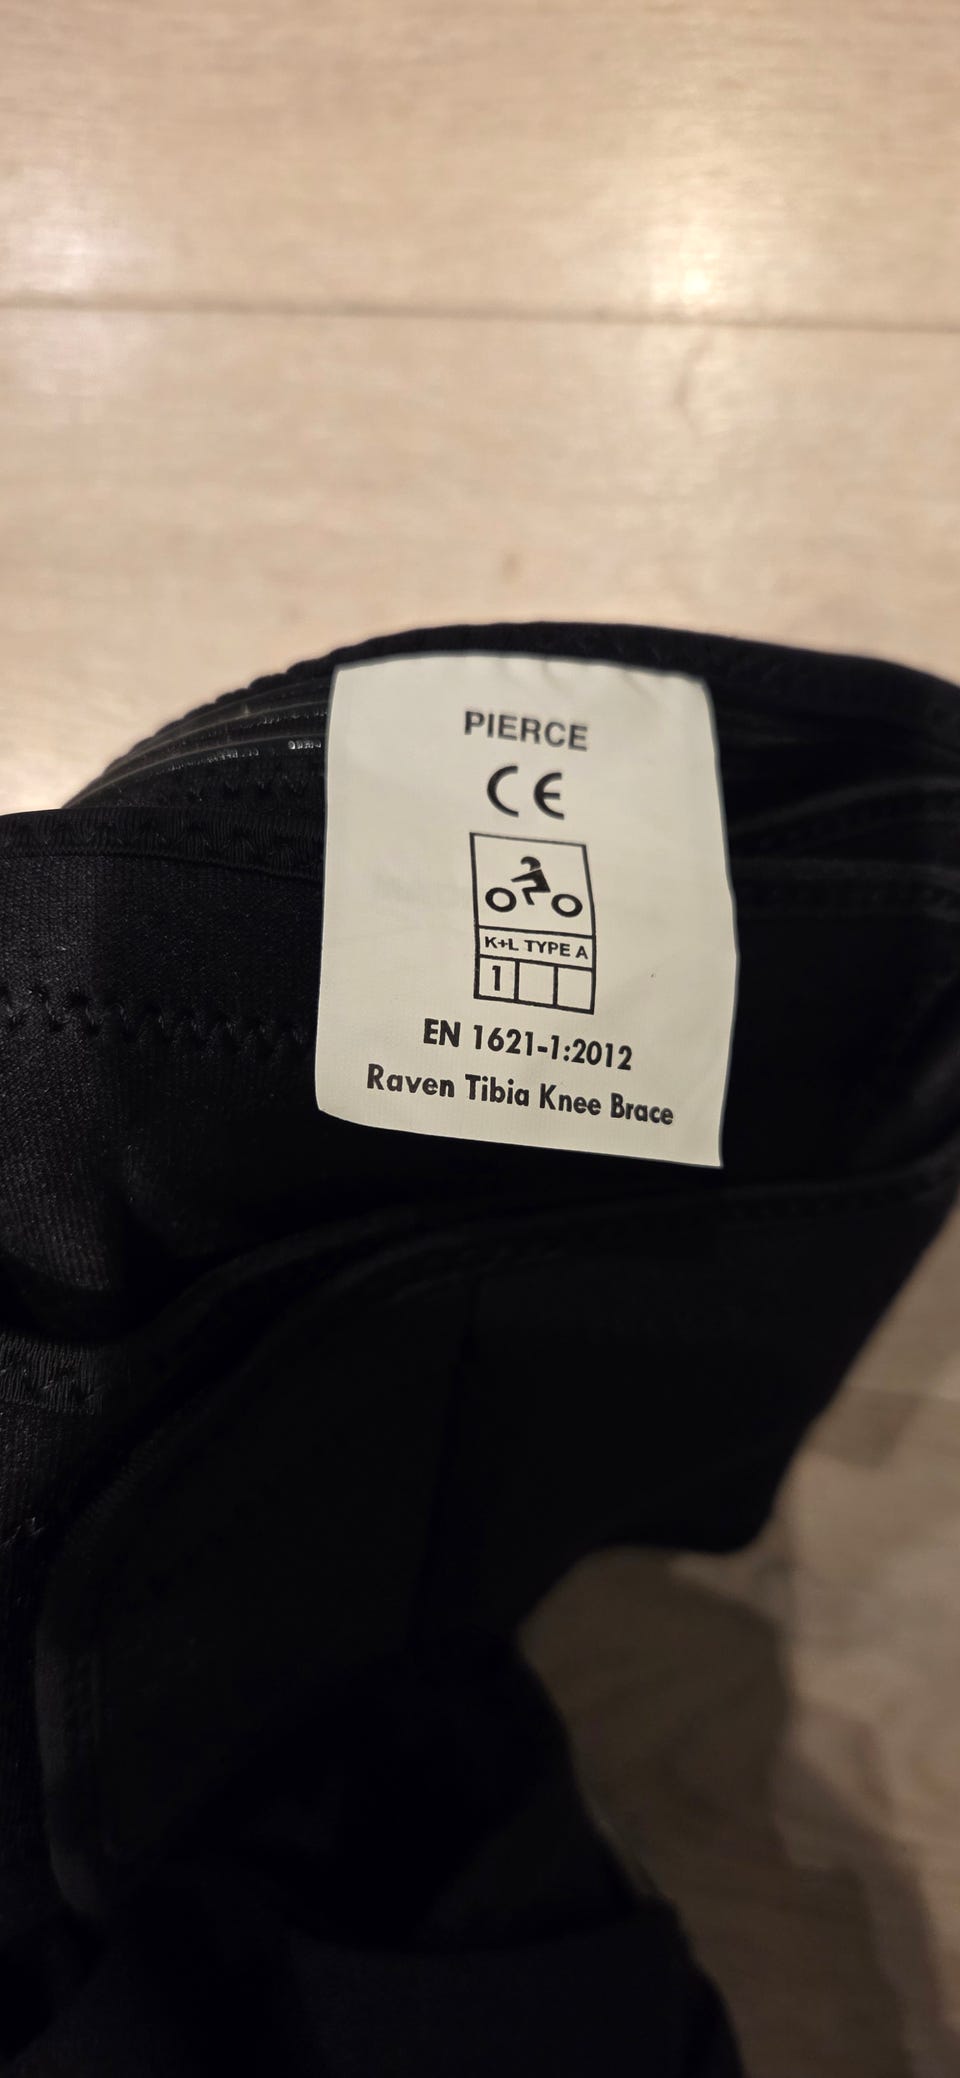 PIERCE
CE
K+L TYPE A
1
EN 1621-1:2012
Raven Tibia Knee Brace